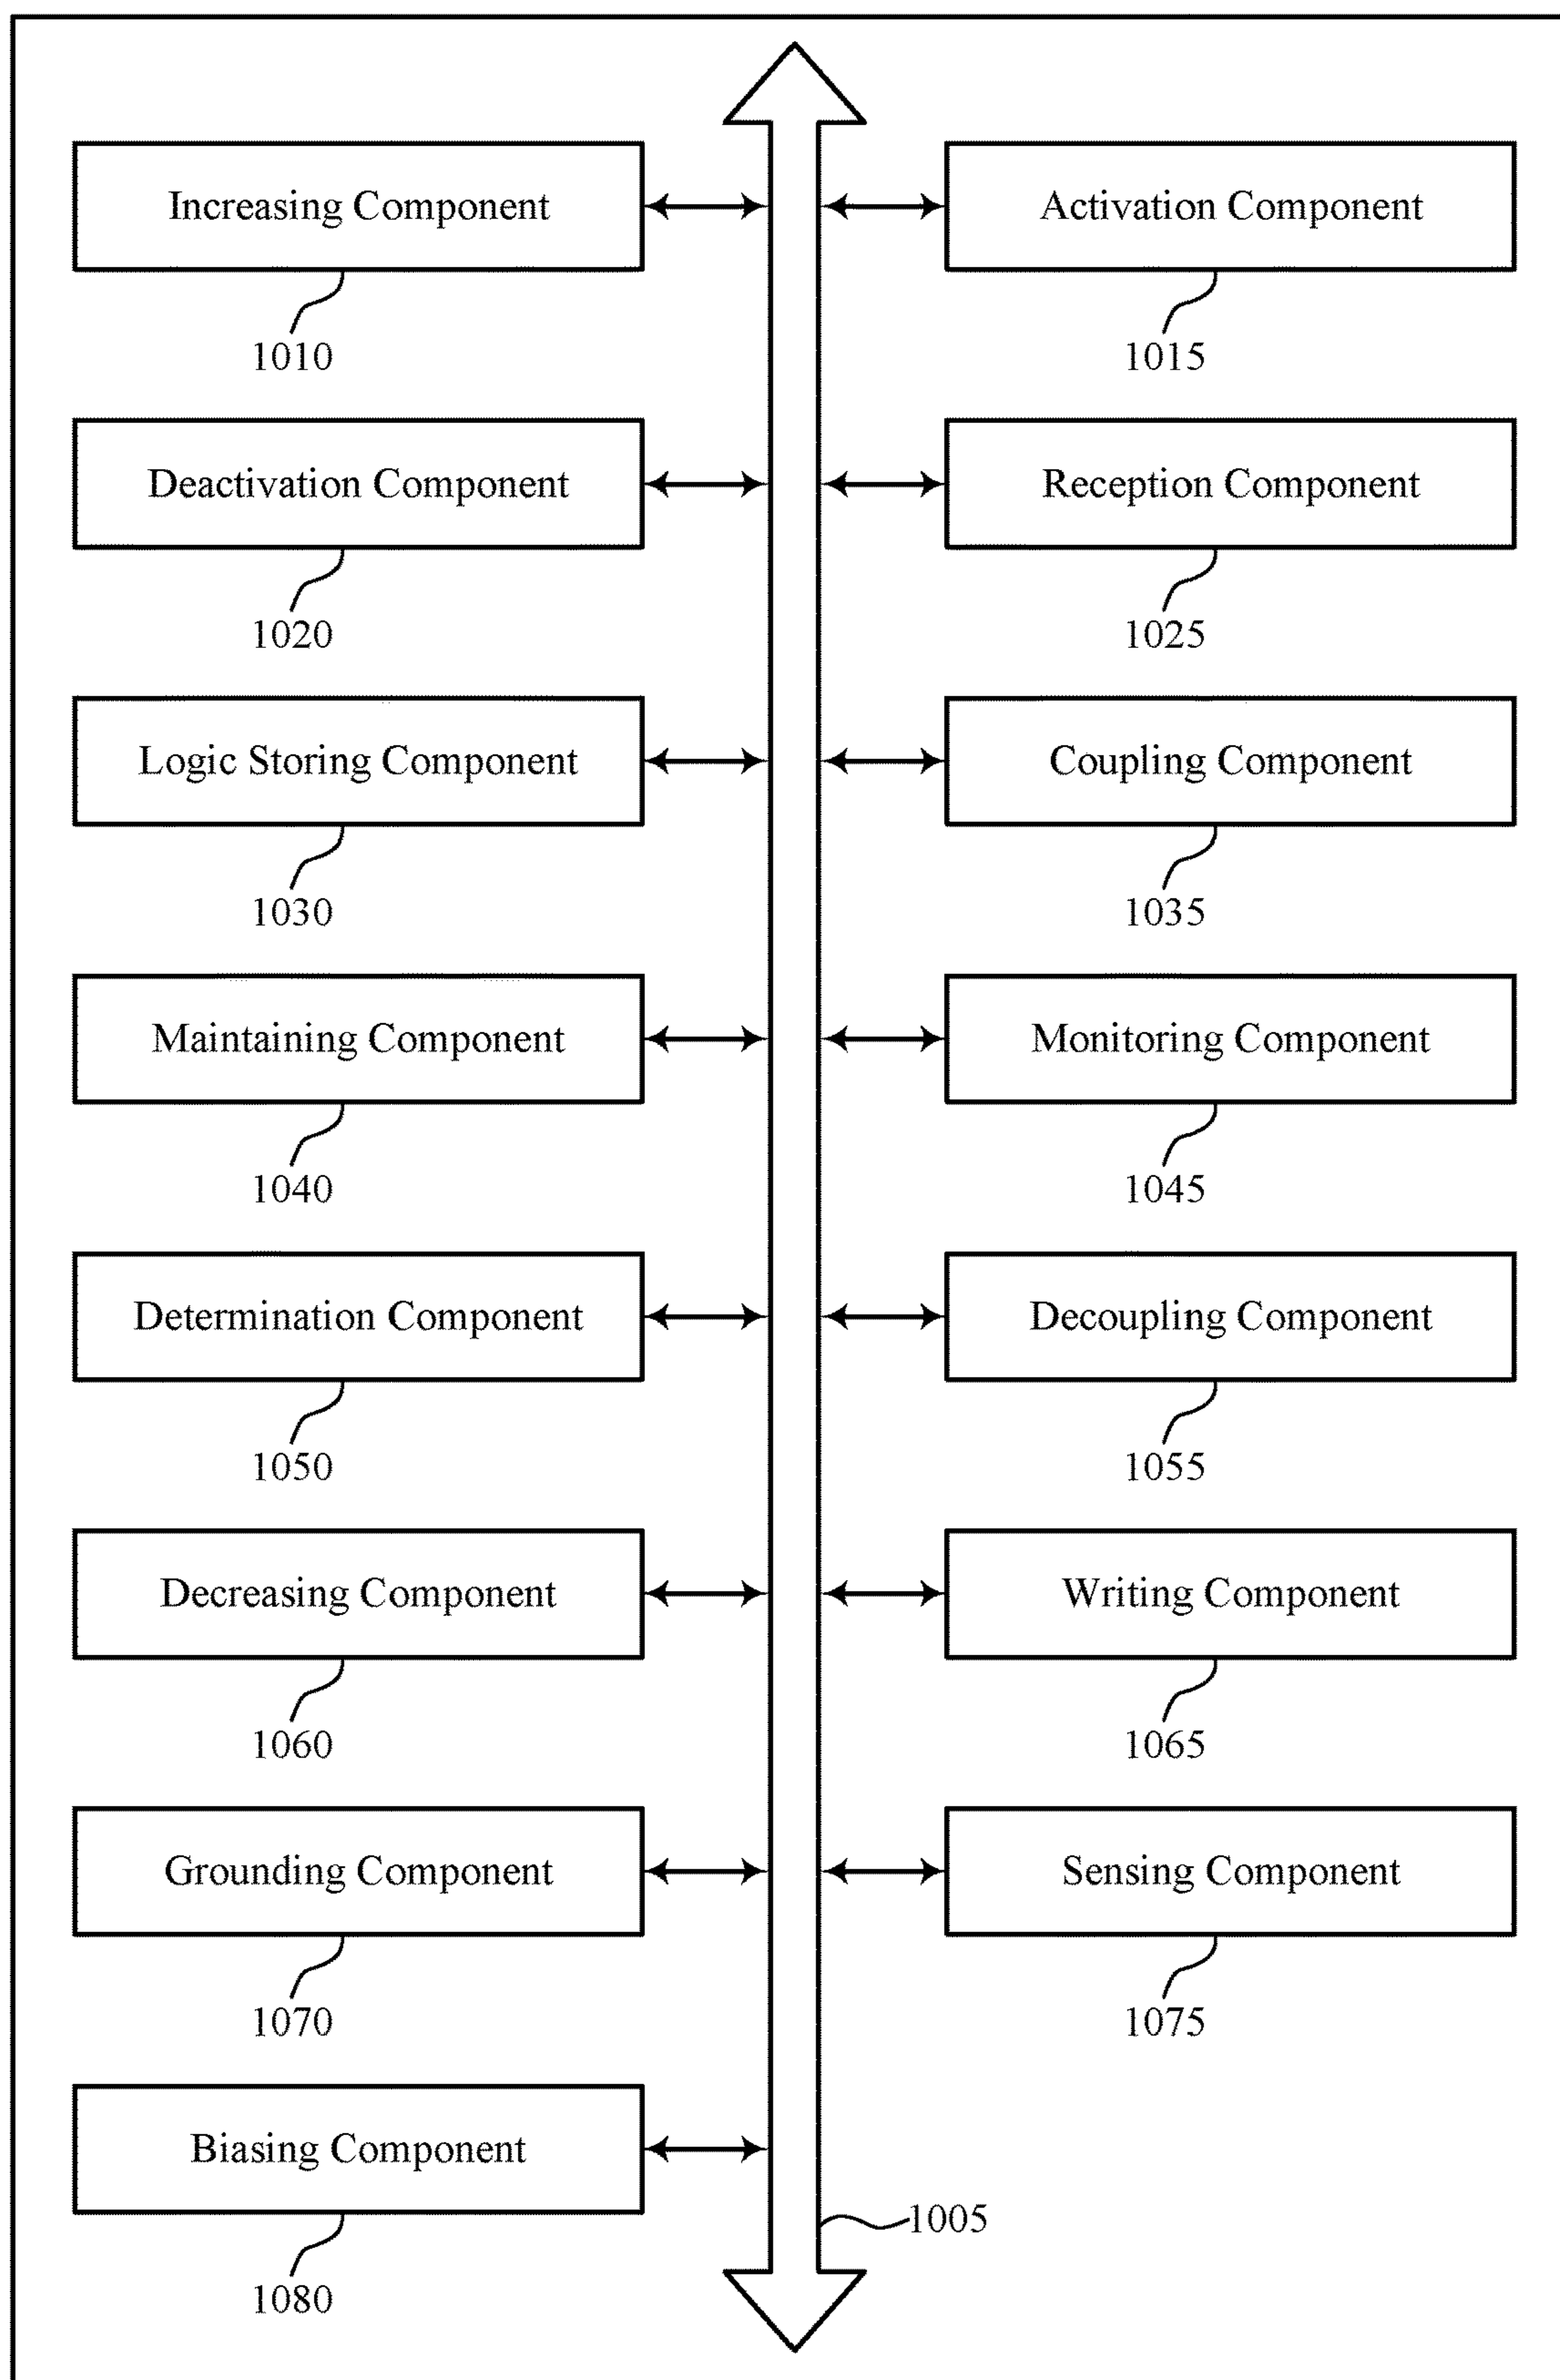 Increasing Component
Activation Component
1010
1015
Deactivation Component
Reception Component
1020
1025
Logic Storing Component
Coupling Component
1030
1035
Maintaining Component
Monitoring Component
1040
1045
Determination Component
Decoupling Component
1050
1055
Decreasing Component
Writing Component
1060
1065
Grounding Component
Sensing Component
1070
1075
Biasing Component
1005
1080